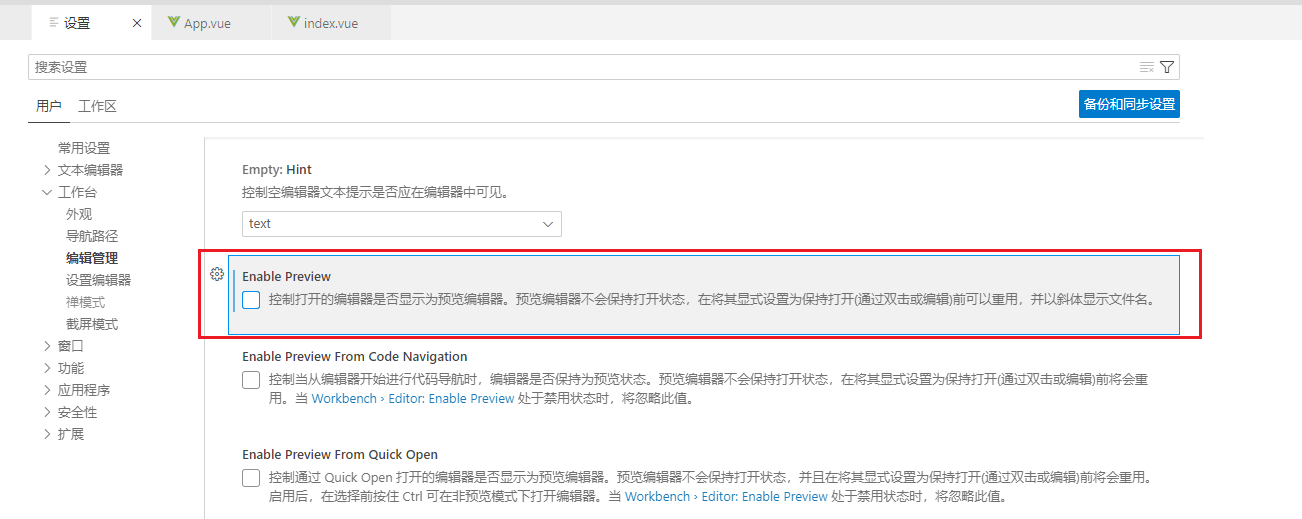 设置
App.vue
index.vue
搜索设置
用户 工作区
备份和同步设置
常用设置
文本编辑器
工作台
外观
导航路径
编辑管理
设置编辑器
禅模式
截屏模式
窗口
功能
应用程序
安全性
扩展
Empty: Hint
控制空编辑器文本提示是否应在编辑器中可见。
text
Enable Preview
控制打开的编辑器是否显示为预览编辑器。预览编辑器不会保持打开状态，在将其显式设置为保持打开(通过双击或编辑)前可以重用，并以斜体显示文件名。
Enable Preview From Code Navigation
控制当从编辑器开始进行代码导航时，编辑器是否保持为预览状态。预览编辑器不会保持打开状态，在将其显式设置为保持打开(通过双击或编辑)前将会重
用。当 Workbench › Editor: Enable Preview 处于禁用状态时，将忽略此值。
Enable Preview From Quick Open
控制通过 Quick Open 打开的编辑器是否显示为预览编辑器。预览编辑器不会保持打开状态，并且在将其显式设置为保持打开(通过双击或编辑)前将会重用。
启用后，在选择前按住 Ctrl 可在非预览模式下打开编辑器。当 Workbench › Editor: Enable Preview 处于禁用状态时，将忽略此值。